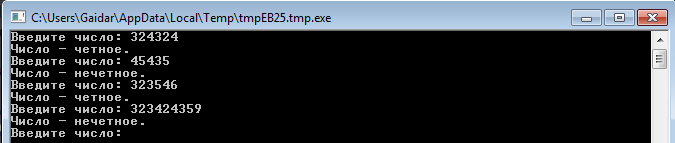 C:\Users\Gaidar\AppData\Local\Temp\tmpEB25.tmp.exe
Введите число: 324324
Число - четное.
Введите число: 45435
Число - нечетное.
Введите число: 323546
Число - четное.
Введите число: 323424359
Число - нечетное.
Введите число: